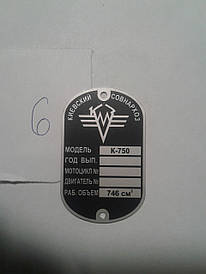 6
КИЕВСКИЙ СОВНАРХОЗ
МОДЕЛЬ К-750
ГОД ВЫП.
МОТОЦИКЛ №
ДВИГАТЕЛЬ №
РАБ. ОБЪЕМ 746 см³